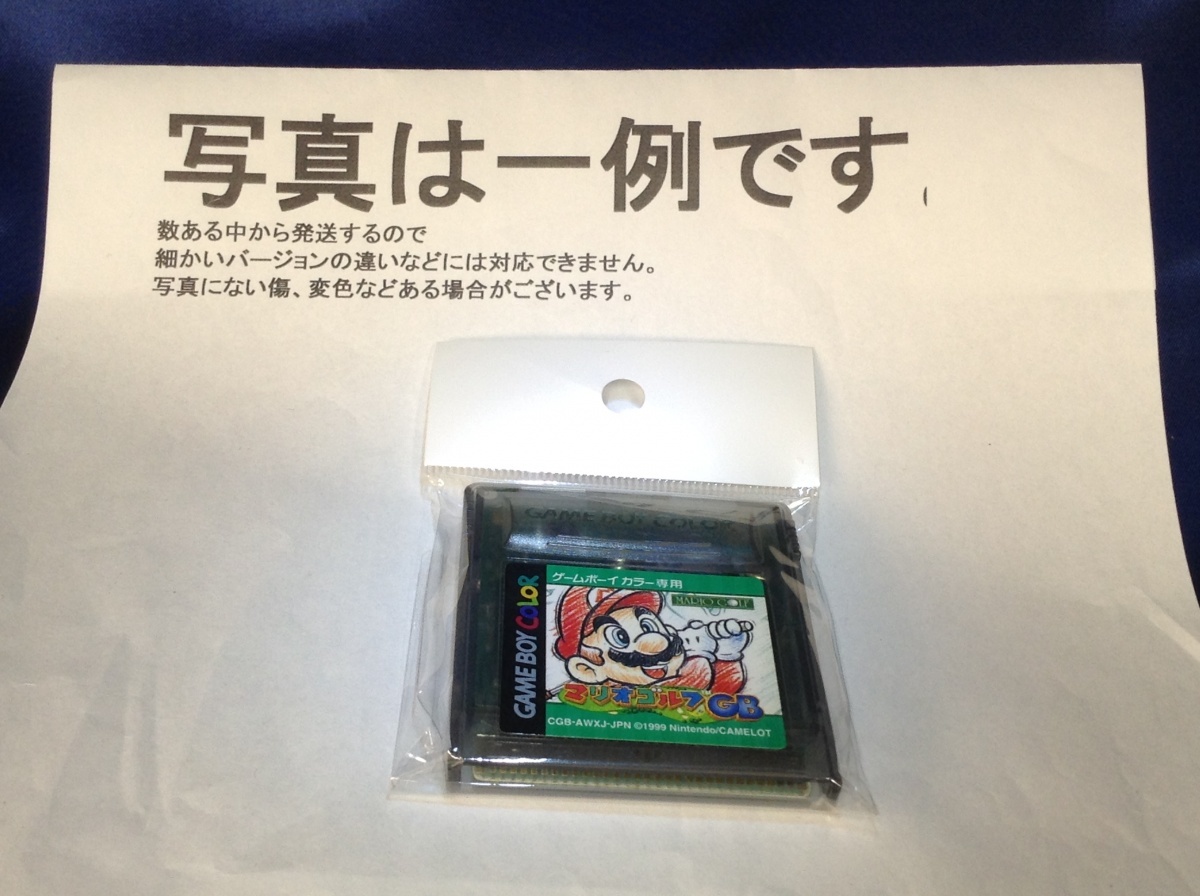 写真は一例です。
数ある中から発送するので
細かいバージョンの違いなどには対応できません。
写真にない傷、変色などある場合がございます。
GAME BOY COLOR
GAME BOY COLOR
ゲームボーイ カラー専用
MARIO GOLF
マリオゴルフGB
CGB-AWXJ-JPN ©1999 Nintendo/CAMELOT